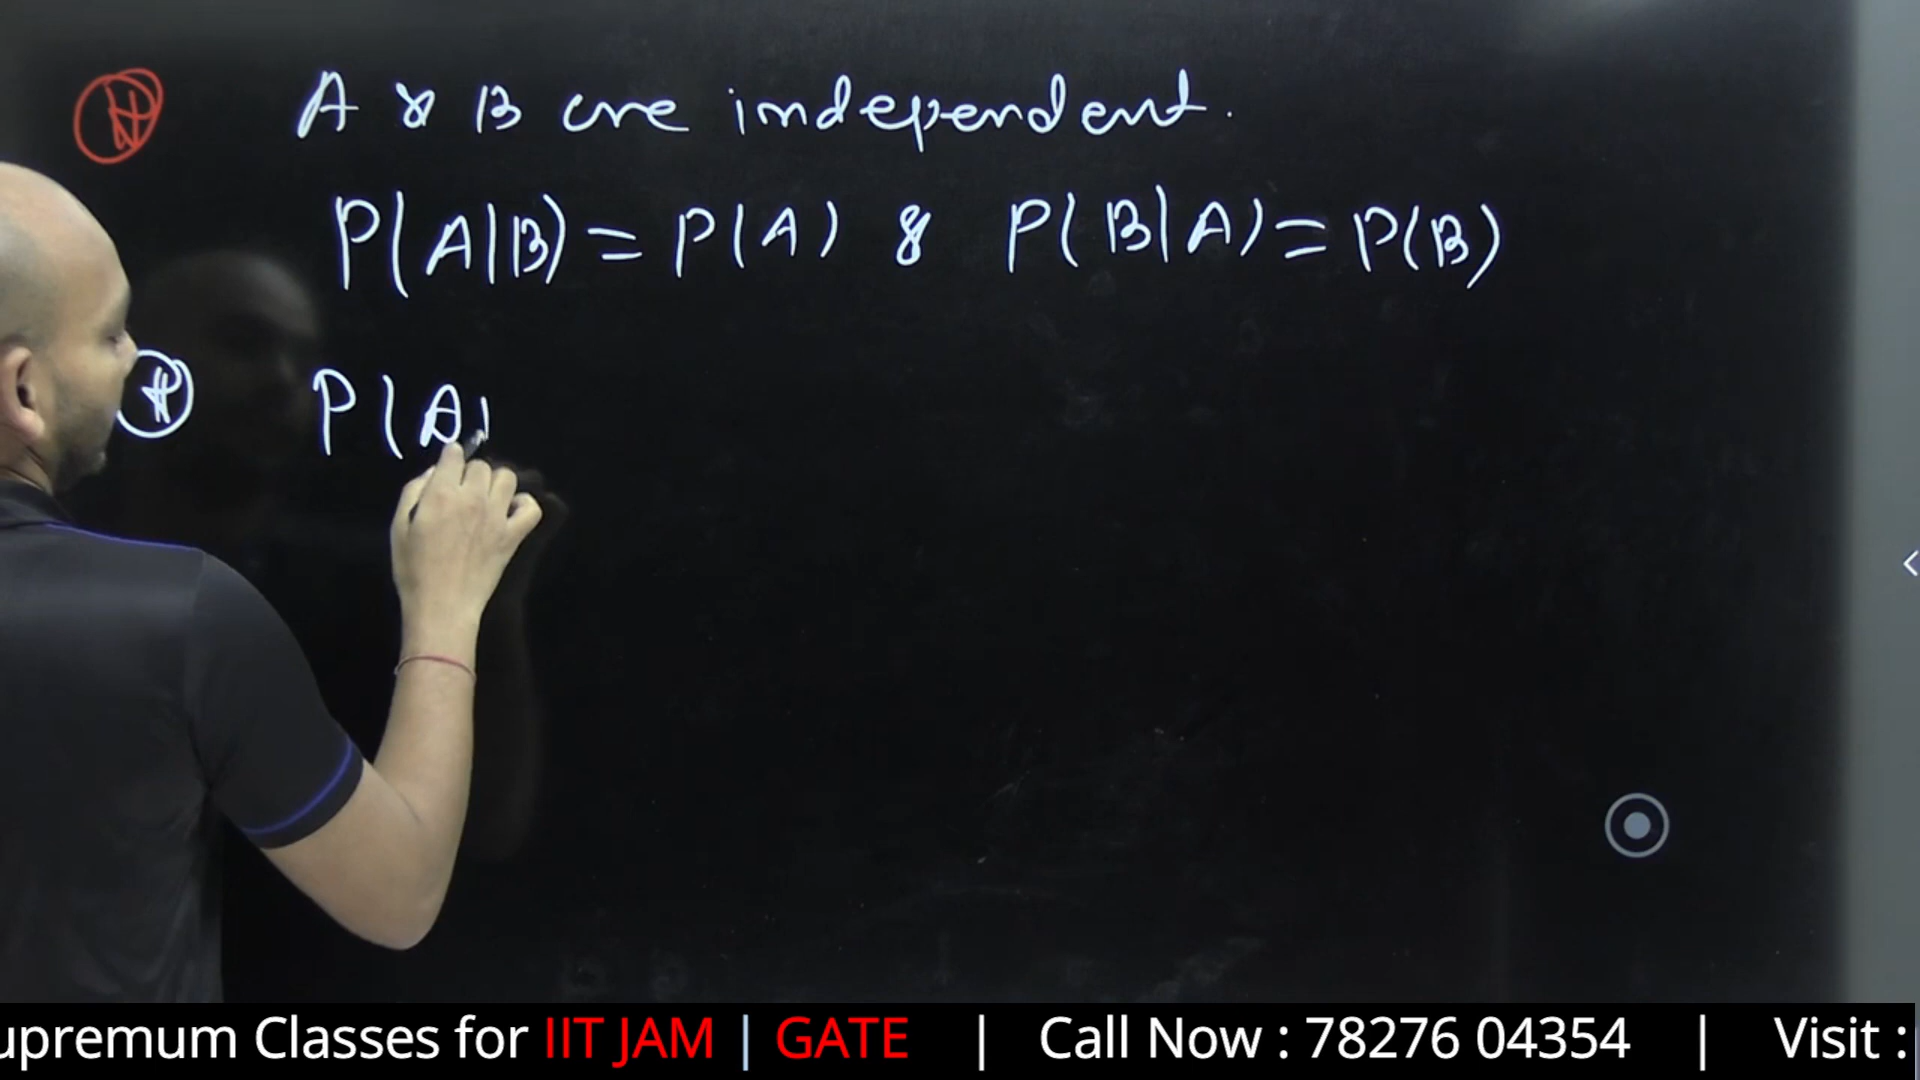 A & B are independent.
P(A|B) = P(A) & P(B|A) = P(B)
P(A|
upremum Classes for IIT JAM | GATE | Call Now : 78276 04354 | Visit :